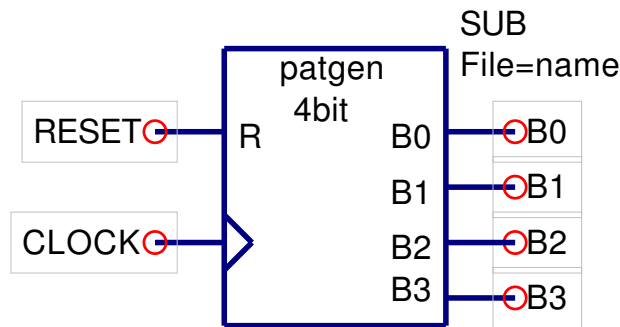 SUB
File=name
patgen
4bit
RESET
R
B0
B0
B1
B1
CLOCK
B2
B2
B3
B3